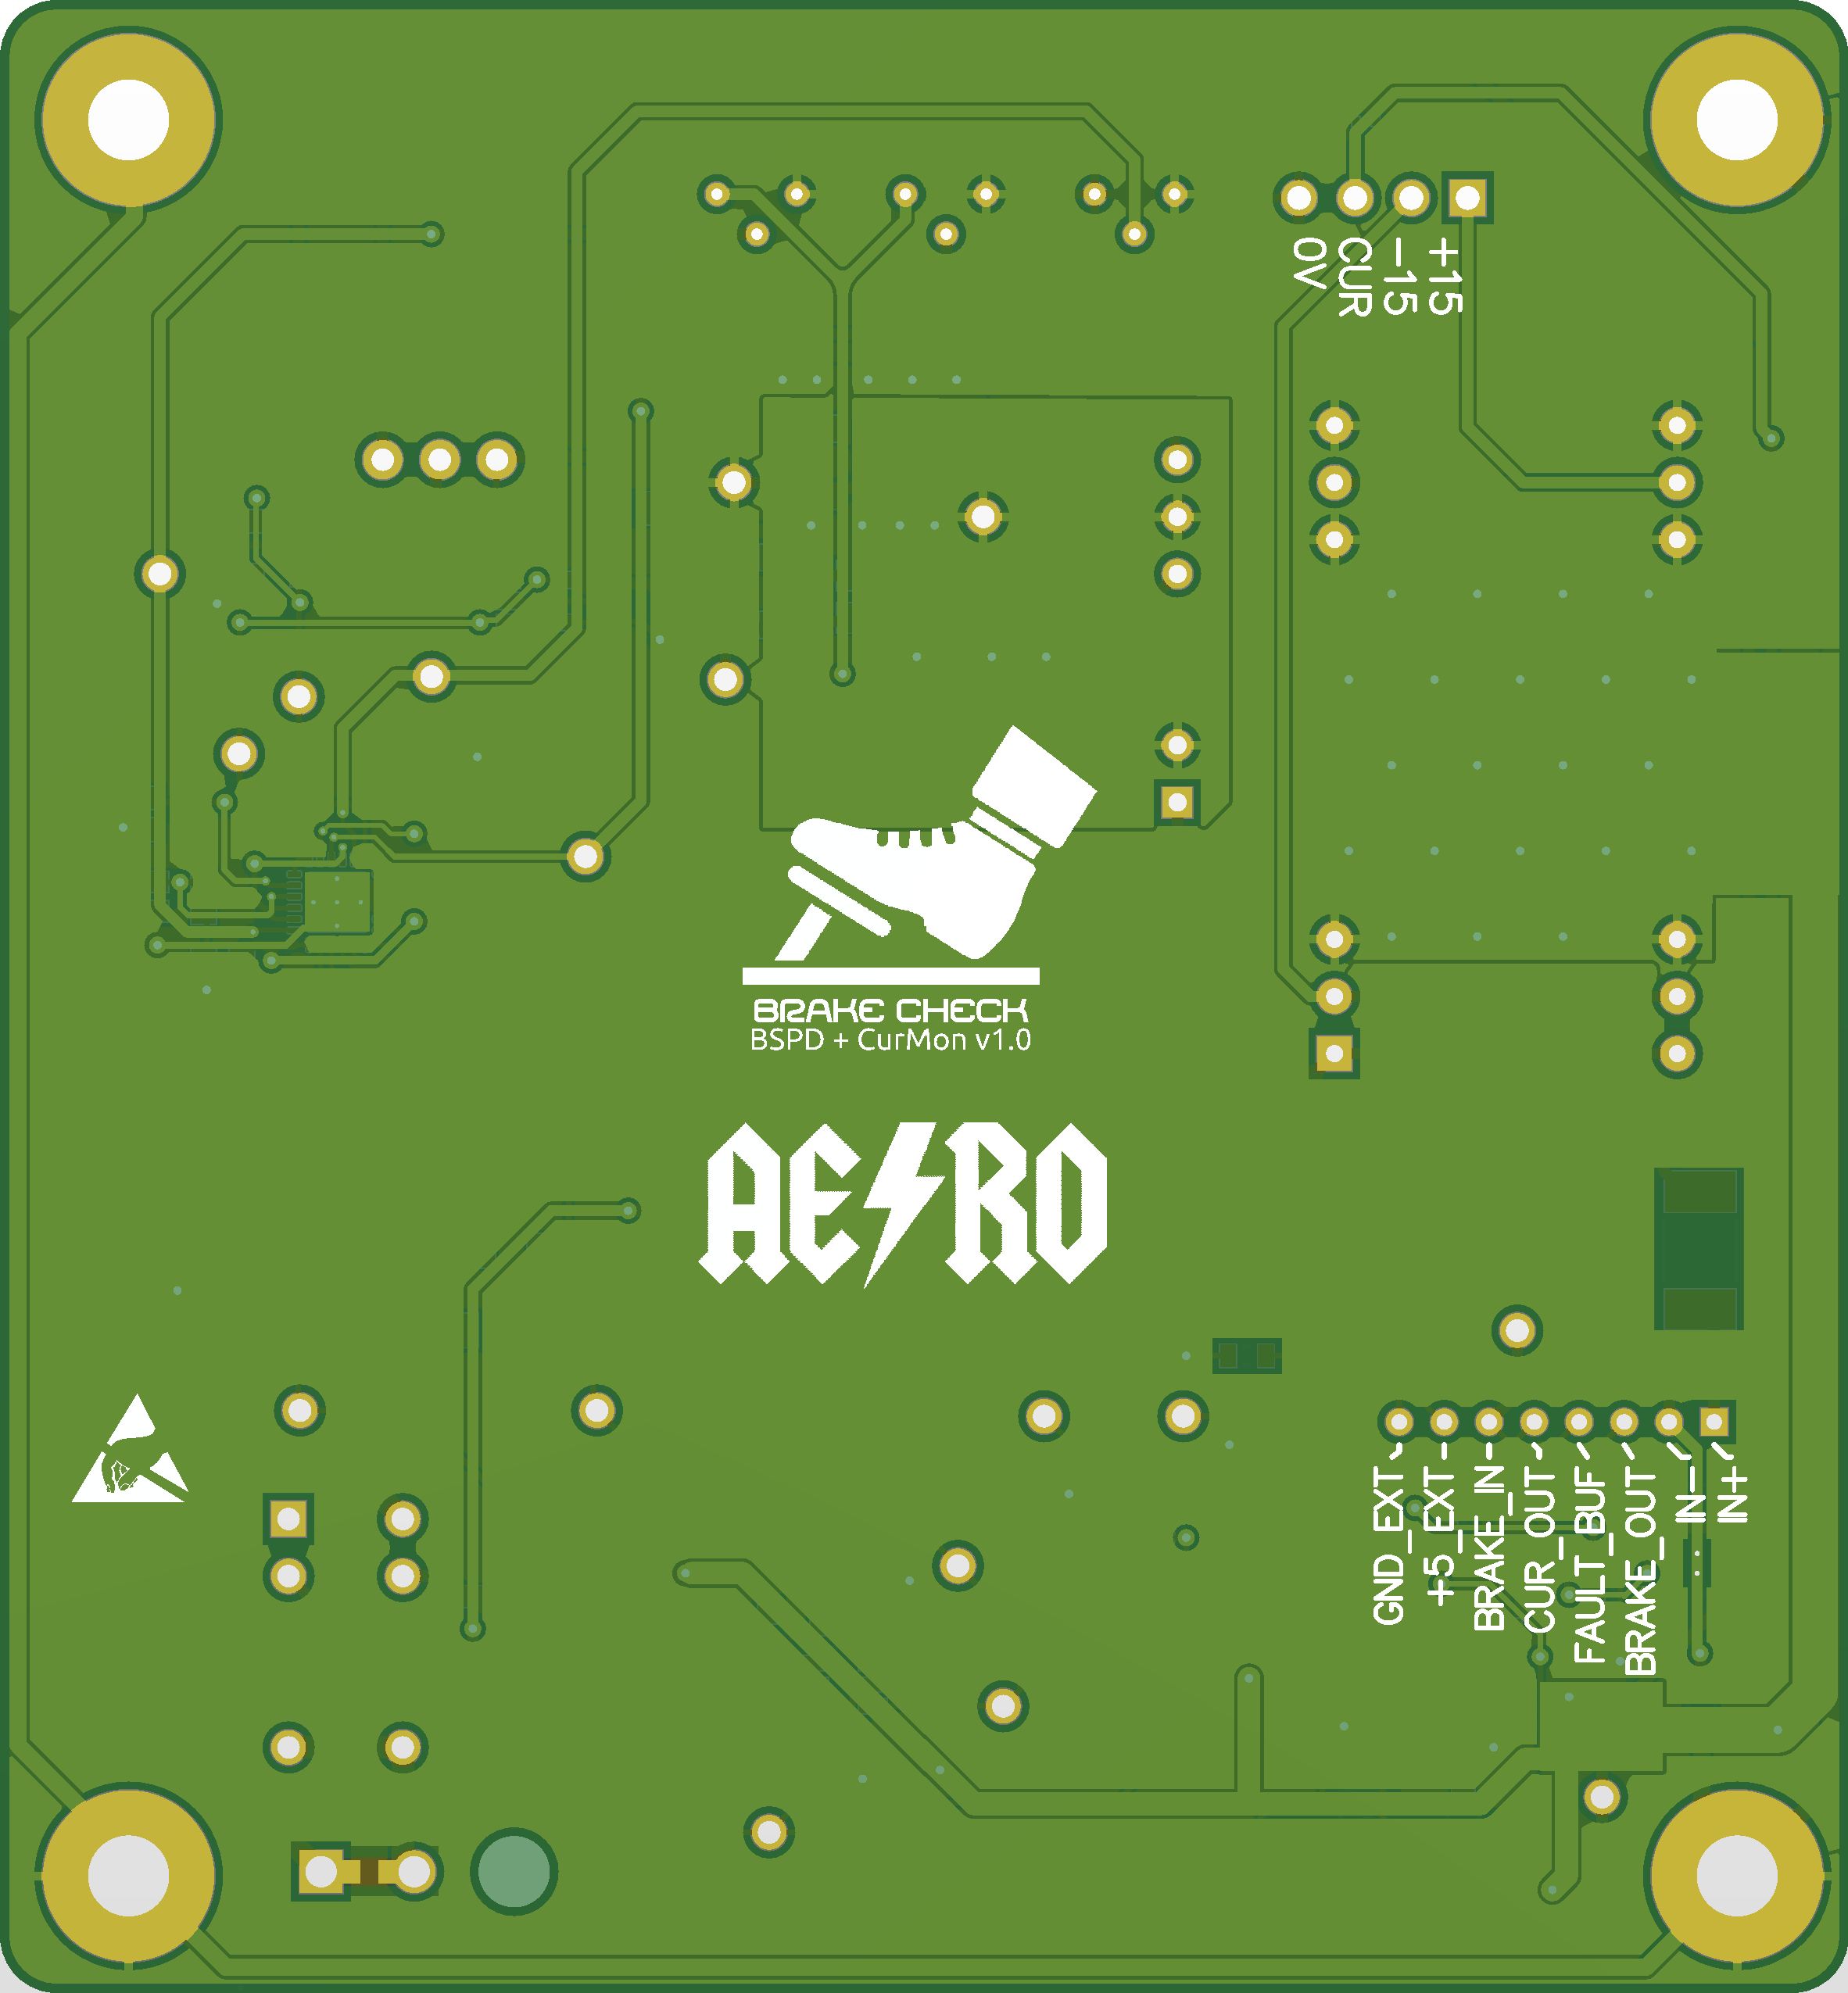 0V
CUR
-15
+15
BRAKE CHECK
BSPD + CurMon v1.0
AE⚡RO
GND_EXT
+5_EXT
BRAKE_IN
CUR_OUT
FAULT_BUF
BRAKE_OUT
IN-
IN+